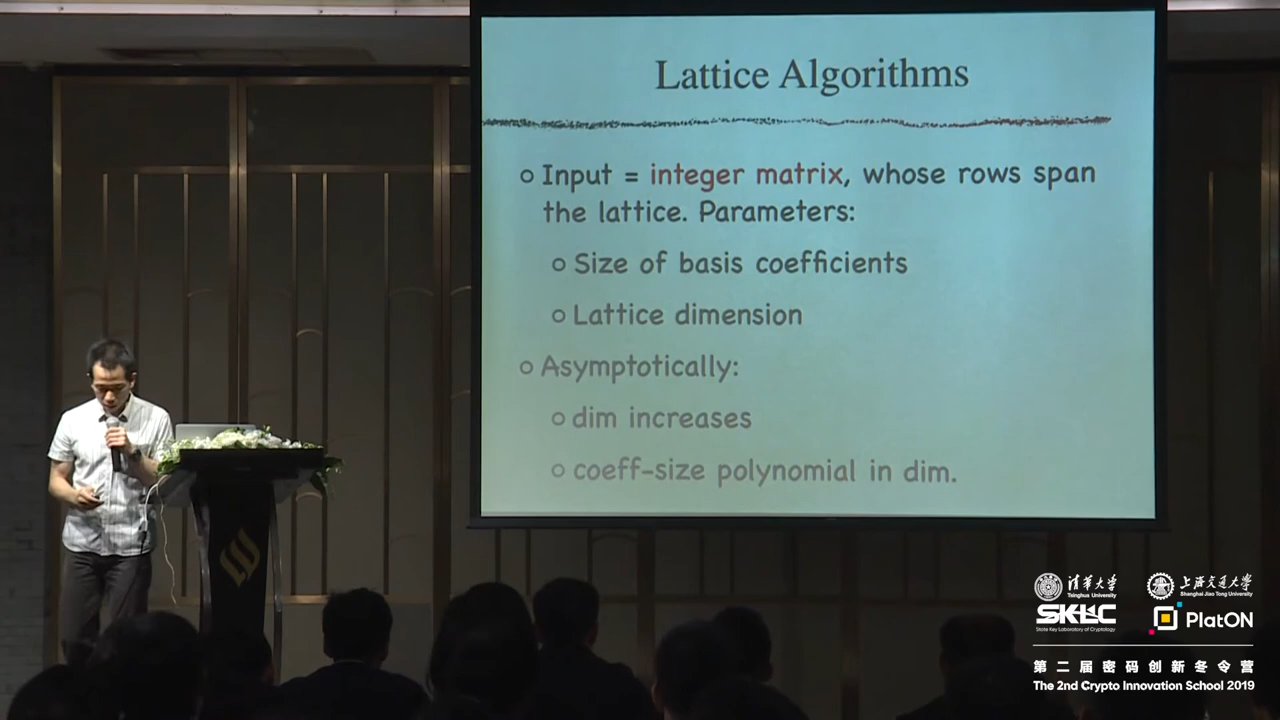 Lattice Algorithms
Input = integer matrix, whose rows span
the lattice. Parameters:
Size of basis coefficients
Lattice dimension
Asymptotically:
dim increases
coeff-size polynomial in dim.
清华大学
Tsinghua University
上海交通大学
Shanghai Jiao Tong University
SKLC
State Key Laboratory of Cryptology
PlatON
第二届密码创新冬令营
The 2nd Crypto Innovation School 2019